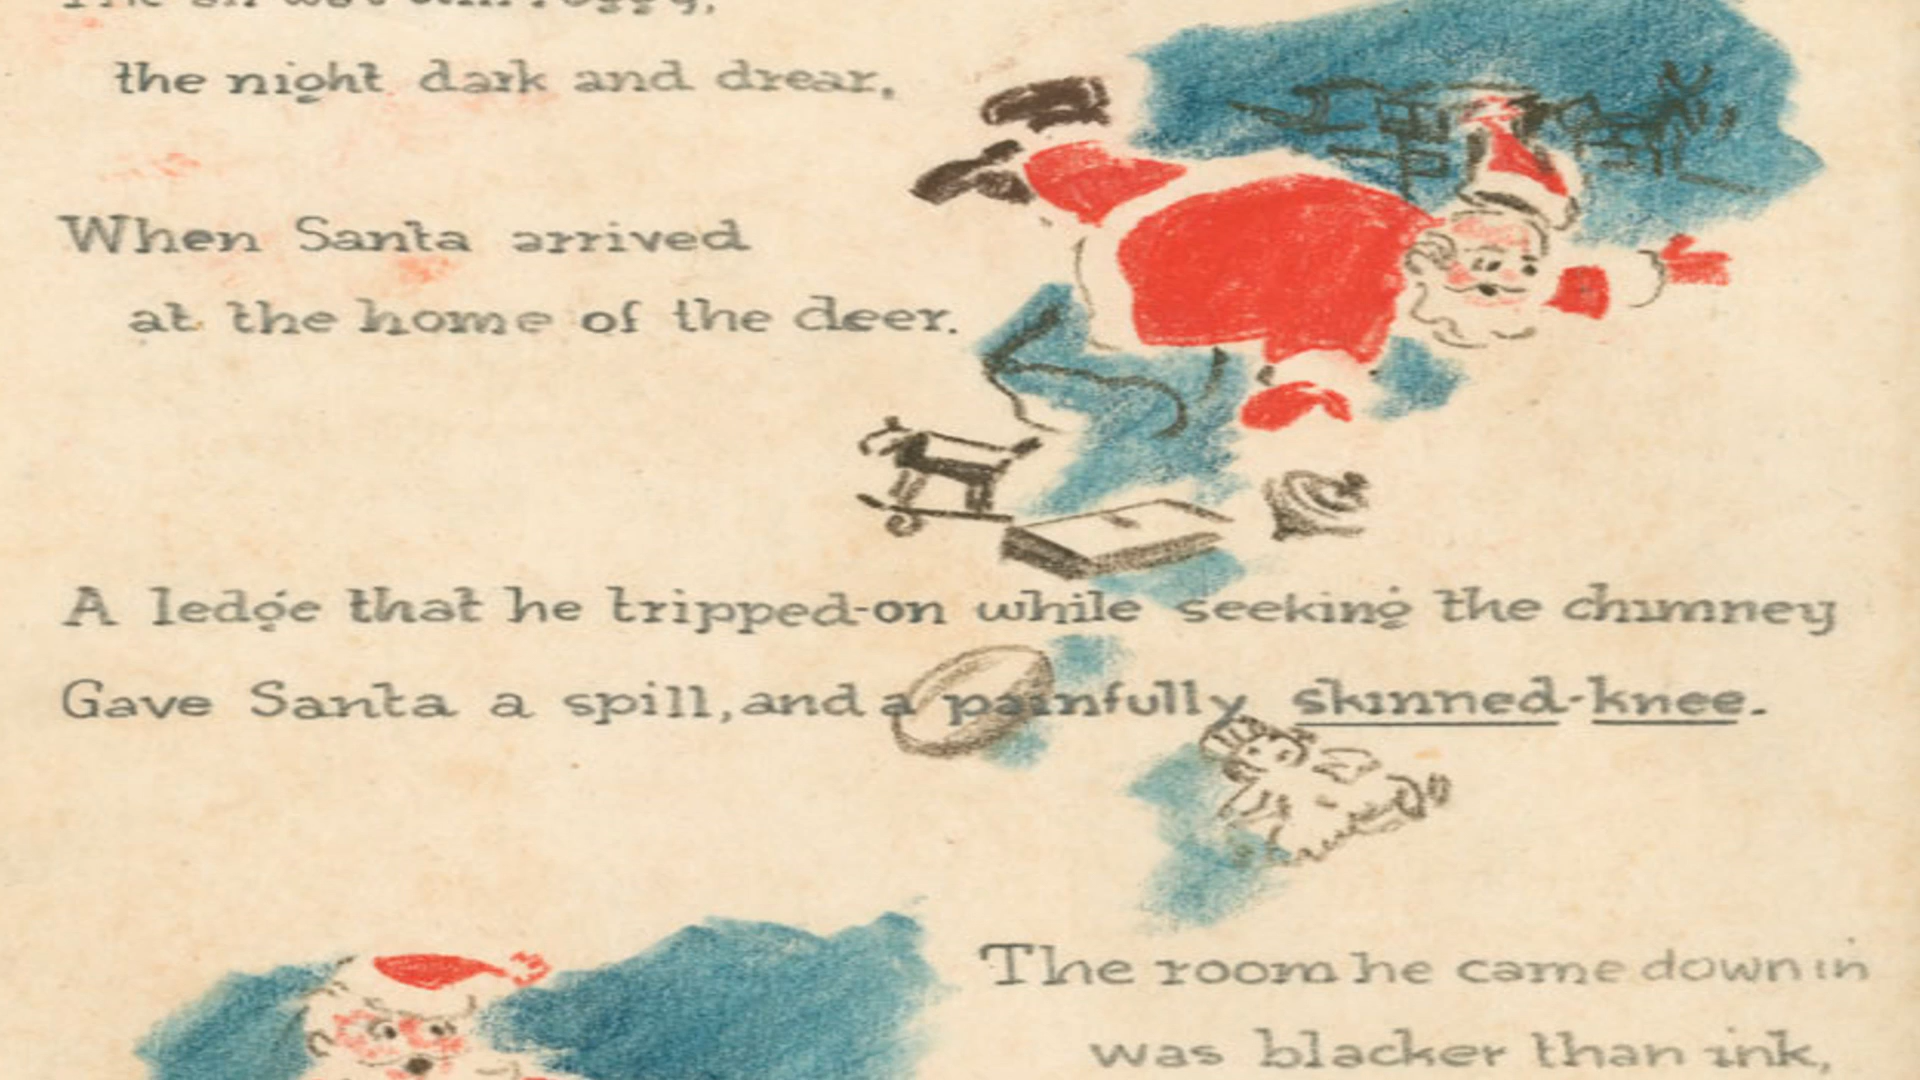 the night dark and drear,
When Santa arrived
at the home of the deer.
A ledge that he tripped-on while seeking the chimney
Gave Santa a spill, and a painfully skinned-knee.
The room he came down in
was blacker than ink,